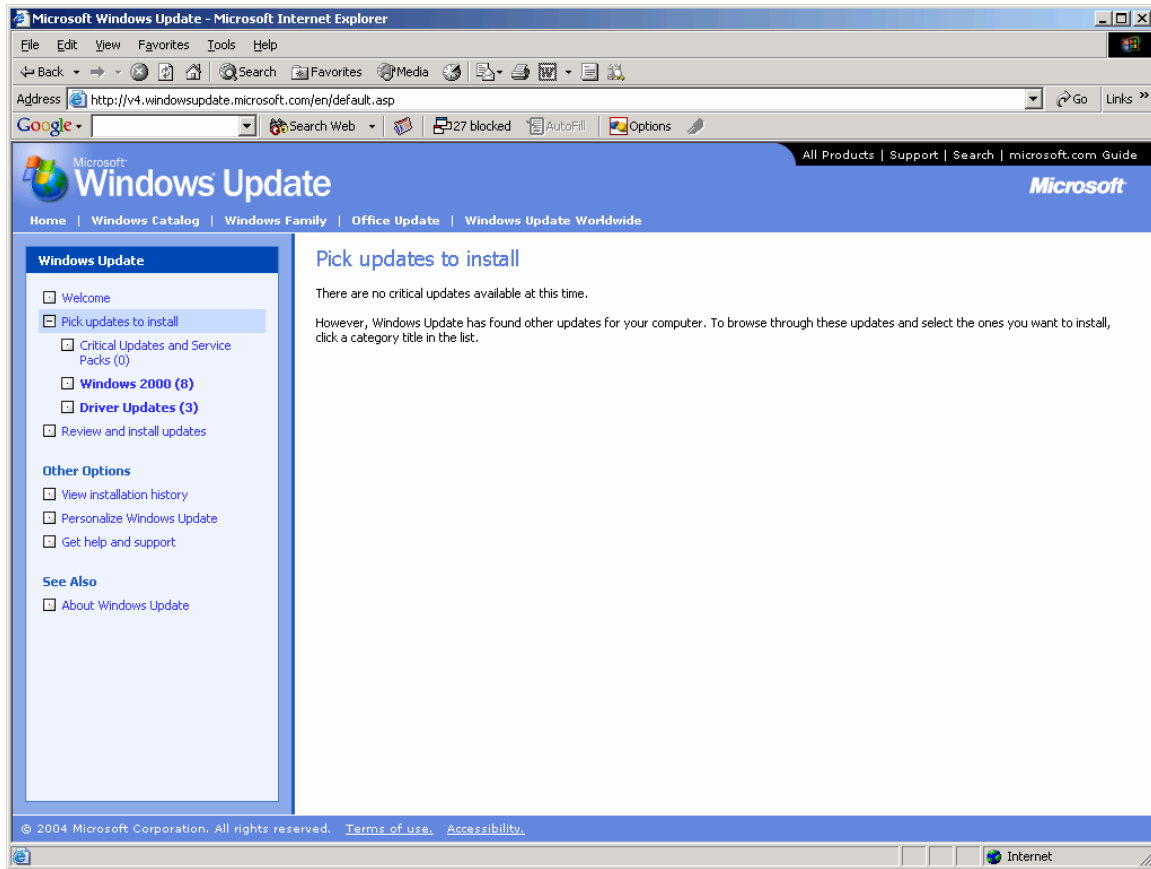 Microsoft Windows Update - Microsoft Internet Explorer
File Edit View Favorites Tools Help
Back Search Favorites Media
Address http://v4.windowsupdate.microsoft.com/en/default.asp Go Links »
Google Search Web 27 blocked AutoFill Options
All Products | Support | Search | microsoft.com Guide
Microsoft
Windows Update
Microsoft
Home | Windows Catalog | Windows Family | Office Update | Windows Update Worldwide
Windows Update
Welcome
Pick updates to install
Critical Updates and Service
Packs (0)
Windows 2000 (8)
Driver Updates (3)
Review and install updates
Other Options
View installation history
Personalize Windows Update
Get help and support
See Also
About Windows Update
Pick updates to install
There are no critical updates available at this time.
However, Windows Update has found other updates for your computer. To browse through these updates and select the ones you want to install,
click a category title in the list.
© 2004 Microsoft Corporation. All rights reserved. Terms of use. Accessibility.
Internet